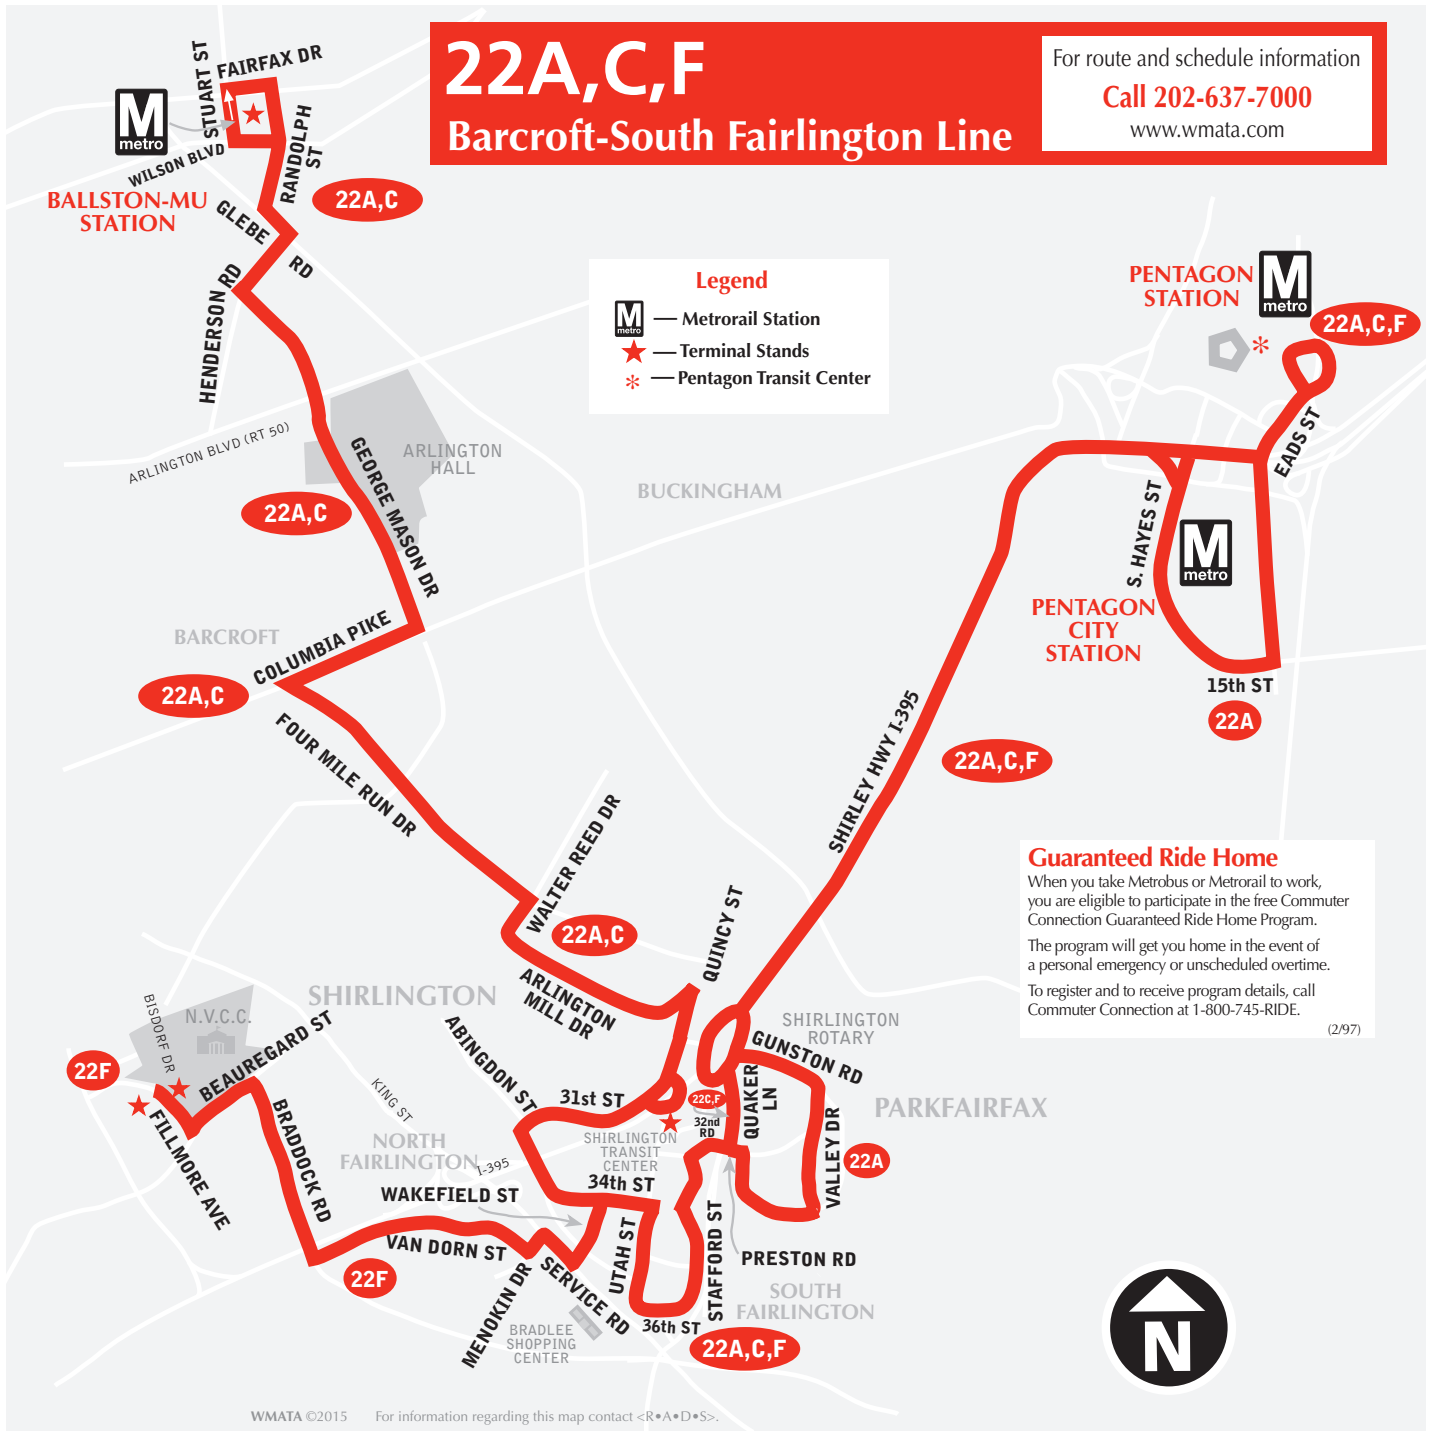 22A,C,F
Barcroft-South Fairlington Line
For route and schedule information
Call 202-637-7000
www.wmata.com
STUART ST
FAIRFAX DR
M
metro
WILSON BLVD
RANDOLPH
ST
BALLSTON-MU
STATION
22A,C
GLEBE
RD
HENDERSON RD
Legend
M
metro
— Metrorail Station
★ — Terminal Stands
* — Pentagon Transit Center
PENTAGON
STATION
M
metro
22A,C,F
*
EADS ST
ARLINGTON BLVD (RT 50)
ARLINGTON
HALL
GEORGE MASON DR
22A,C
BUCKINGHAM
S. HAYES ST
M
metro
PENTAGON
CITY
STATION
15th ST
22A
BARCROFT
COLUMBIA PIKE
22A,C
FOUR MILE RUN DR
SHIRLEY HWY I-395
22A,C,F
WALTER REED DR
22A,C
QUINCY ST
Guaranteed Ride Home
When you take Metrobus or Metrorail to work,
you are eligible to participate in the free Commuter
Connection Guaranteed Ride Home Program.
The program will get you home in the event of
a personal emergency or unscheduled overtime.
To register and to receive program details, call
Commuter Connection at 1-800-745-RIDE.
(2/97)
ARLINGTON
MILL DR
SHIRLINGTON
BISDORF DR
N.V.C.C.
BEAUREGARD ST
ABINGDON ST
SHIRLINGTON
ROTARY
GUNSTON RD
22F
FILLMORE AVE
BRADDOCK RD
KING ST
31st ST
22C,F
32nd
RD
QUAKER
LN
VALLEY DR
PARKFAIRFAX
22A
NORTH
FAIRLINGTON
I-395
SHIRLINGTON
TRANSIT
CENTER
34th ST
WAKEFIELD ST
VAN DORN ST
22F
UTAH ST
STAFFORD ST
PRESTON RD
MENOKIN DR
SERVICE RD
SOUTH
FAIRLINGTON
BRADLEE
SHOPPING
CENTER
36th ST
22A,C,F
N
WMATA ©2015
For information regarding this map contact <R•A•D•S>.